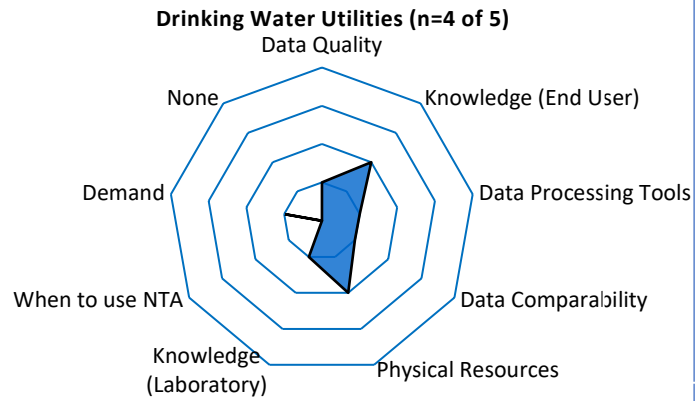 Drinking Water Utilities (n=4 of 5)
Data Quality
None
Knowledge (End User)
Demand
Data Processing Tools
When to use NTA
Data Comparability
Knowledge
(Laboratory)
Physical Resources